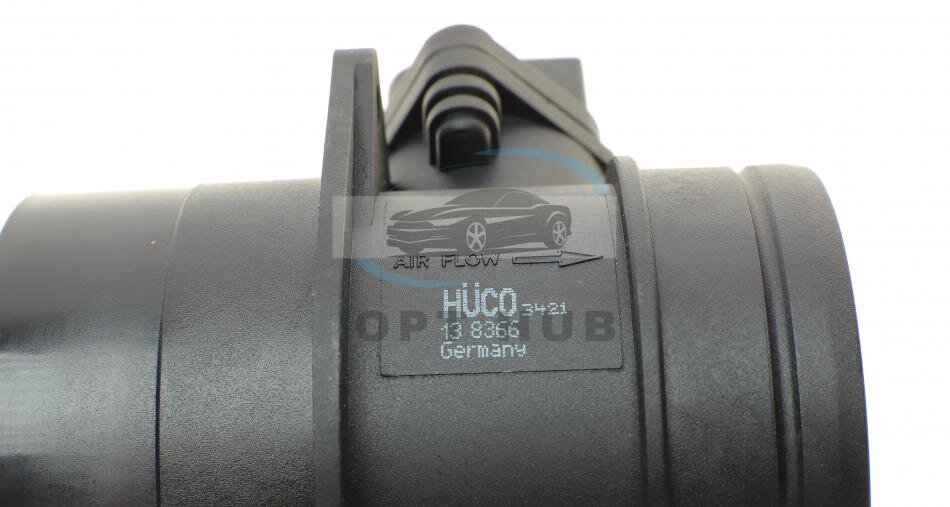 AIR FLOW
HÜCO 3421
13 8366
Germany